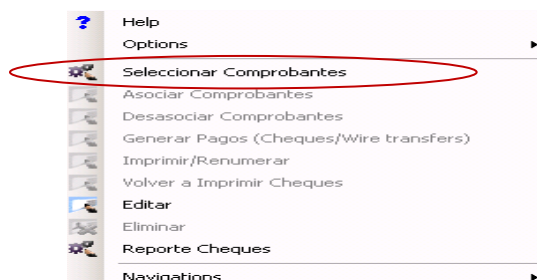 Help
Options
Seleccionar Comprobantes
Asociar Comprobantes
Desasociar Comprobantes
Generar Pagos (Cheques/Wire transfers)
Imprimir/Renumerar
Volver a Imprimir Cheques
Editar
Eliminar
Reporte Cheques
Navigations